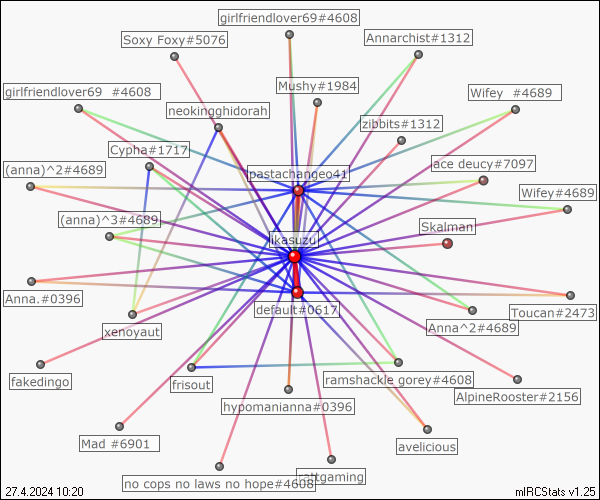 girlfriendlover69#4608
Soxy Foxy#5076
Annarchist#1312
Mushy#1984
girlfriendlover69 #4608
Wifey #4689
neokingghidorah
zibbits#1312
Cypha#1717
ace deucy#7097
(anna)^2#4689
pastachangeo41
Wifey#4689
(anna)^3#4689
Skalman
ikasuzu
Anna.#0396
default#0617
Toucan#2473
xenoyaut
Anna^2#4689
fakedingo
frisout
ramshackle gorey#4608
AlpineRooster#2156
hypomanianna#0396
Mad #6901
avelicious
no cops no laws no hope#4608
27.4.2024 10:20
mIRCStats v1.25